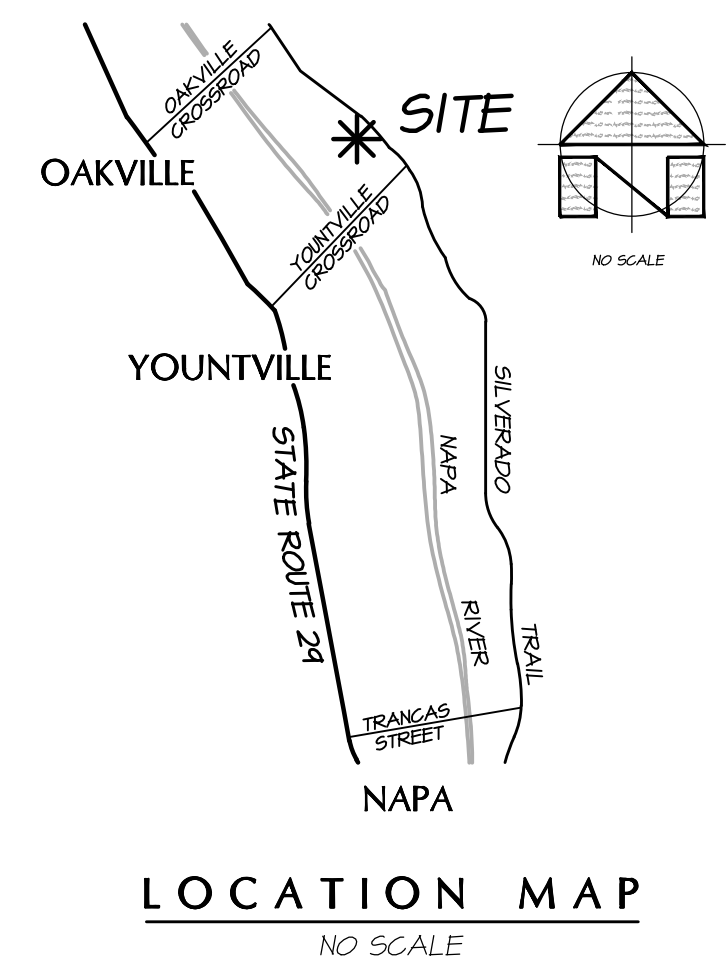 OAKVILLE
CROSSROAD
SITE
OAKVILLE
NO SCALE
YOUNTVILLE
CROSSROAD
YOUNTVILLE
SILVERADO
NAPA
STATE ROUTE 29
RIVER
TRAIL
TRANCAS
STREET
NAPA
LOCATION MAP
NO SCALE